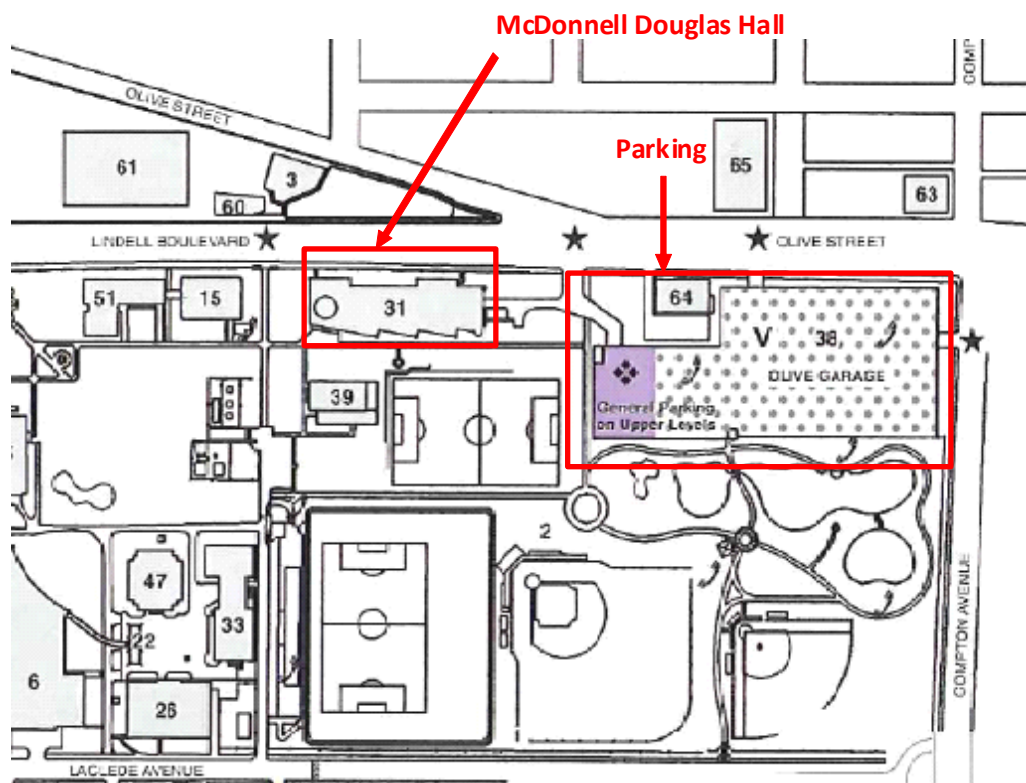 McDonnell Douglas Hall
COMP
OLIVE STREET
Parking
61
3
65
60
63
LINDELL BOULEVARD
OLIVE STREET
51
15
31
64
V
38
OLIVE GARAGE
39
General Parking
on Upper Levels
2
47
22
33
6
26
COMPTON AVENUE
LACLEDE AVENUE